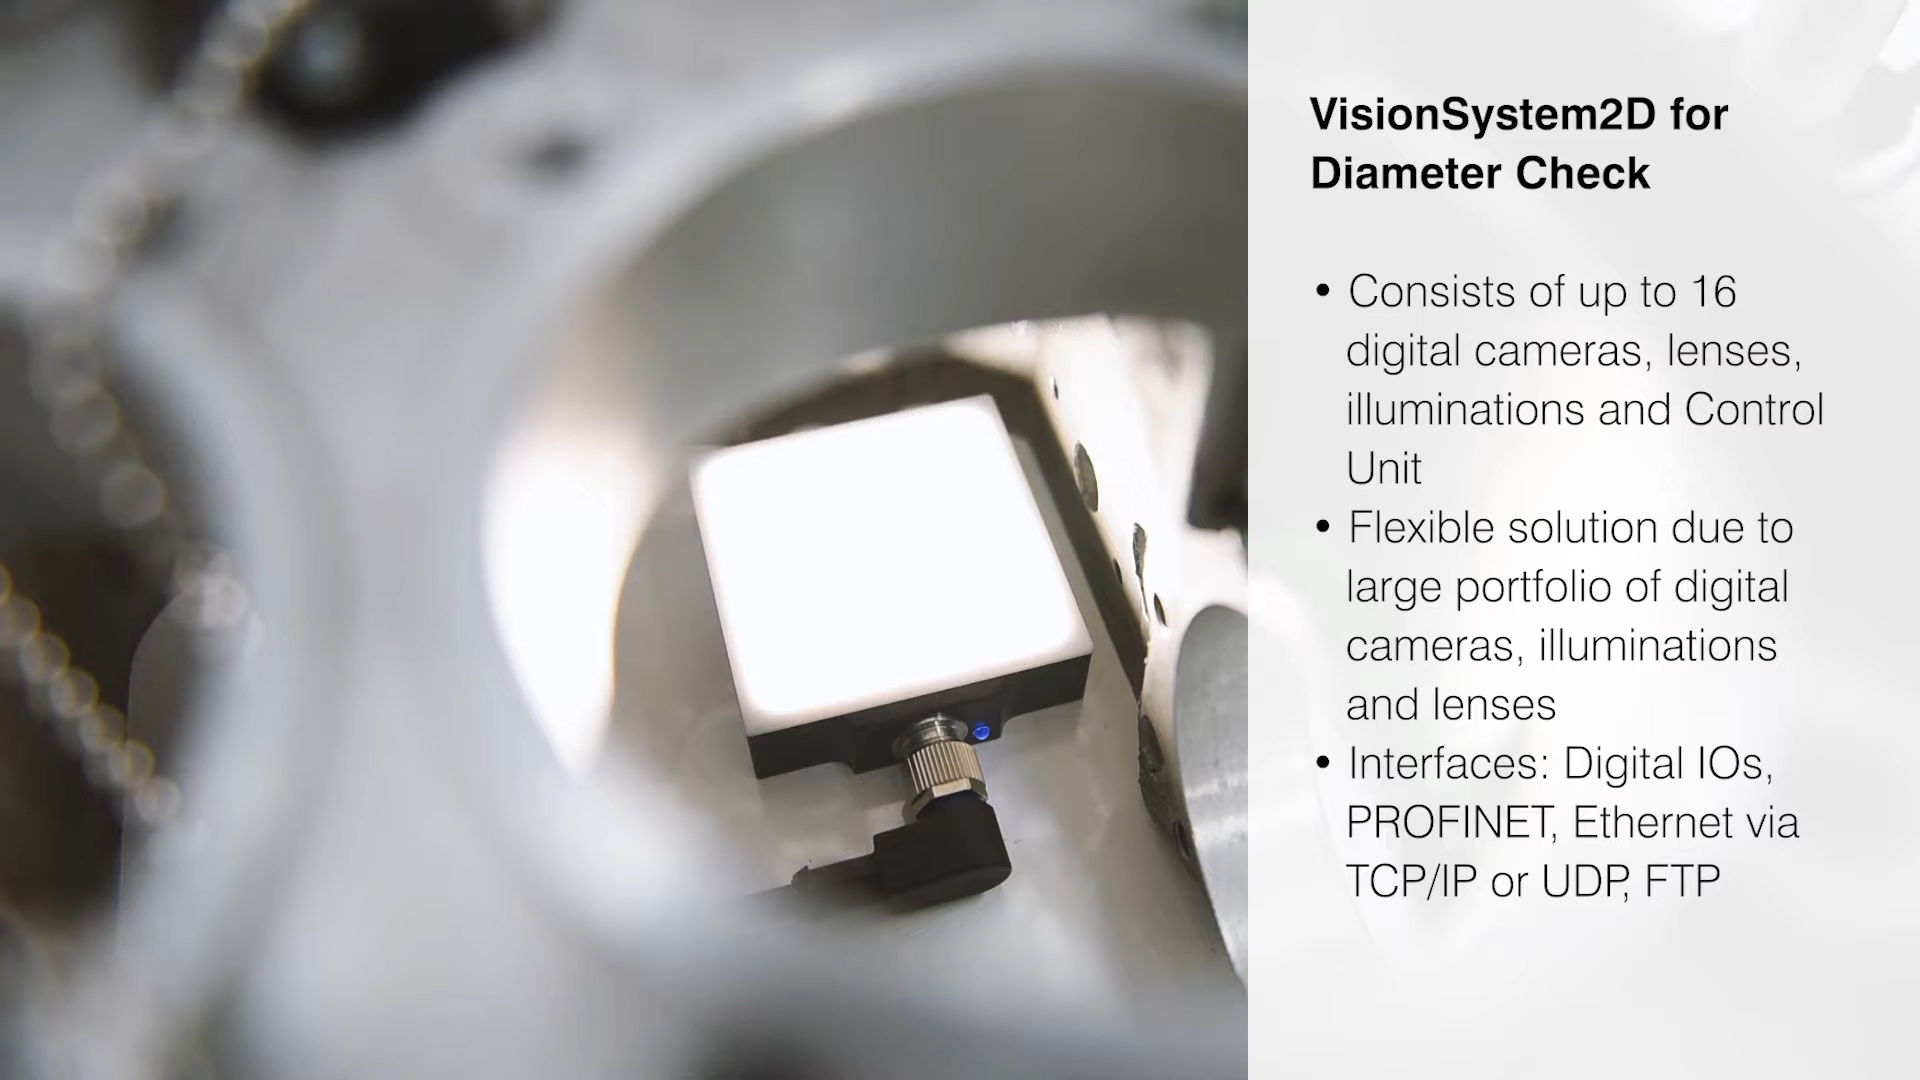 VisionSystem2D for
Diameter Check
• Consists of up to 16
digital cameras, lenses,
illuminations and Control
Unit
• Flexible solution due to
large portfolio of digital
cameras, illuminations
and lenses
• Interfaces: Digital IOs,
PROFINET, Ethernet via
TCP/IP or UDP, FTP